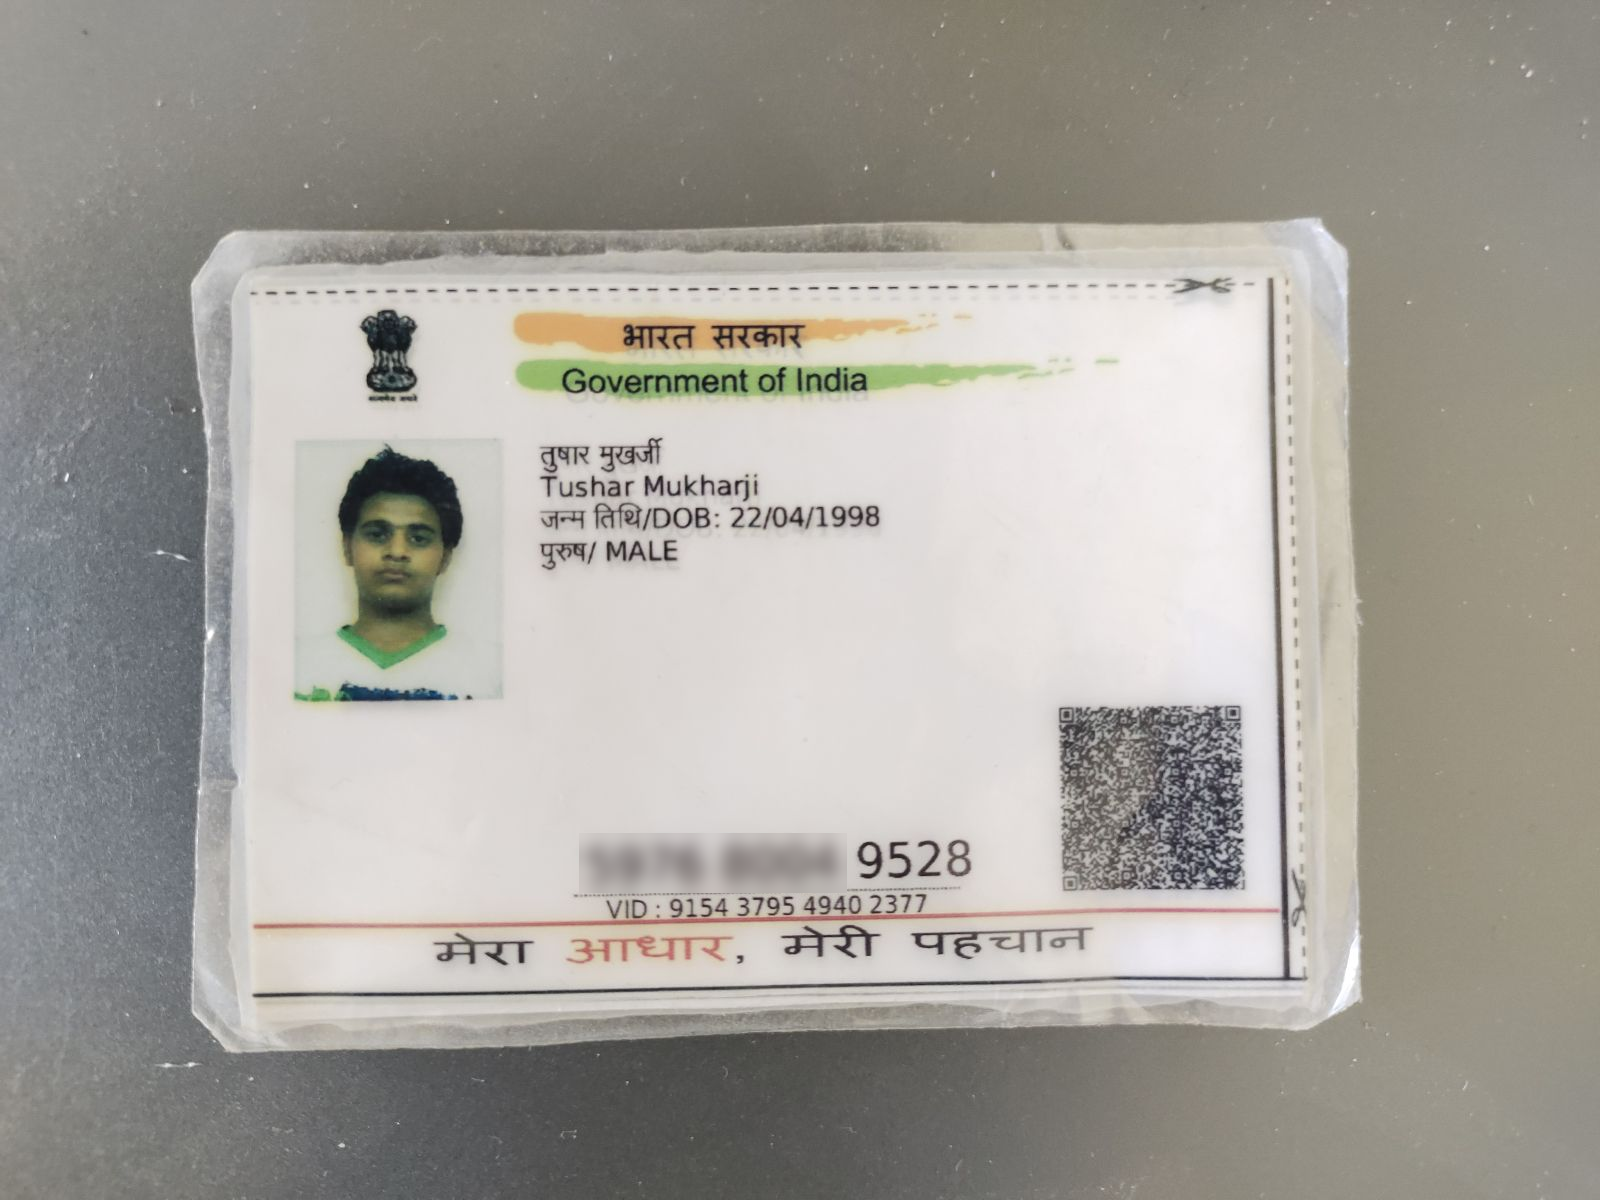 भारत सरकार
Government of India
तुषार मुखर्जी
Tushar Mukharji
जन्म तिथि/DOB: 22/04/1998
पुरुष/ MALE
9528
VID : 9154 3795 4940 2377
मेरा आधार, मेरी पहचान